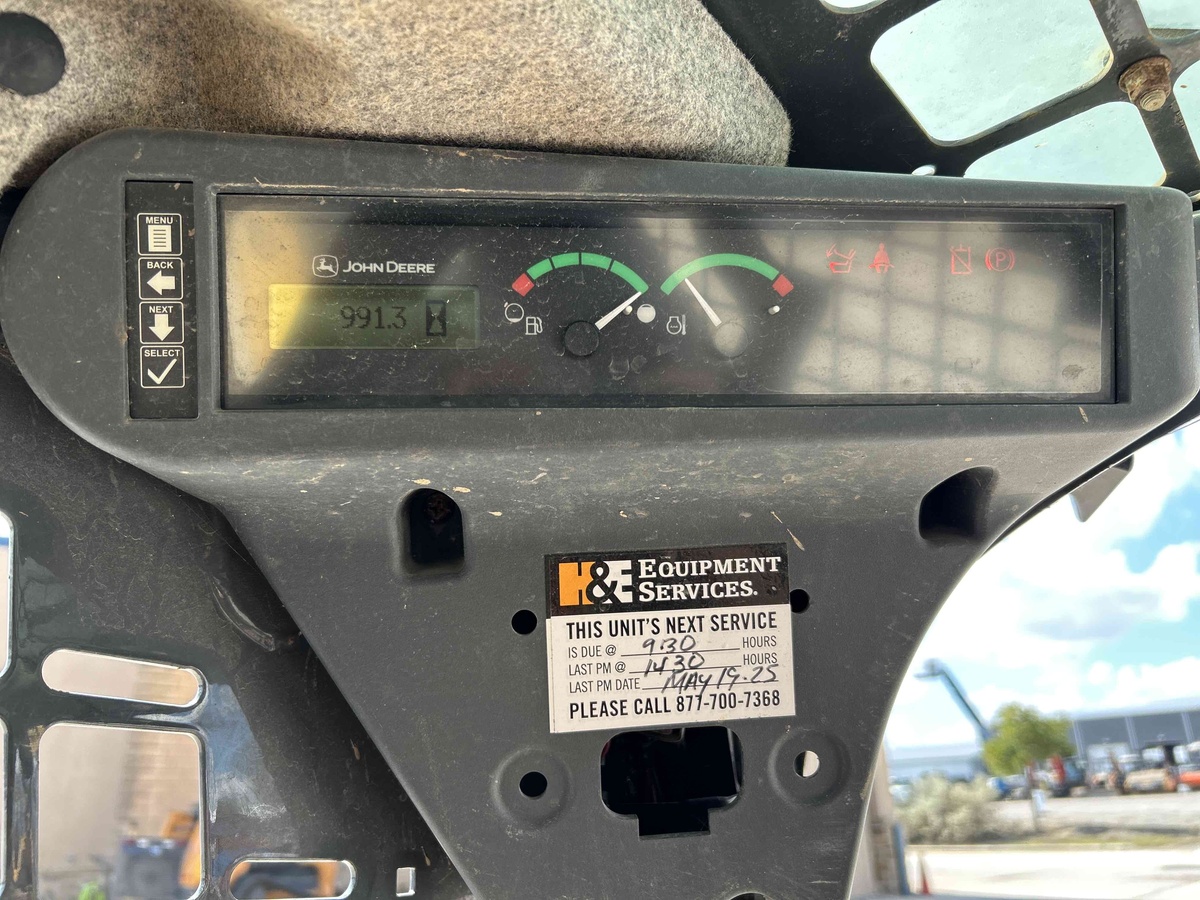 MENU
BACK
NEXT
SELECT
JOHN DEERE
991.3
P
H&E EQUIPMENT
SERVICES.
THIS UNIT'S NEXT SERVICE
IS DUE @ 930 HOURS
LAST PM @ 1430 HOURS
LAST PM DATE MAY 19.25
PLEASE CALL 877-700-7368